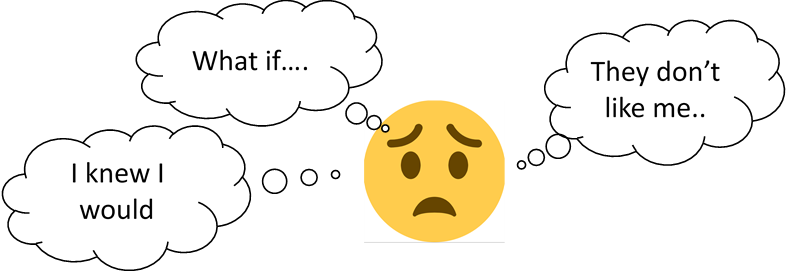 What if….
They don’t
like me..
I knew I
would